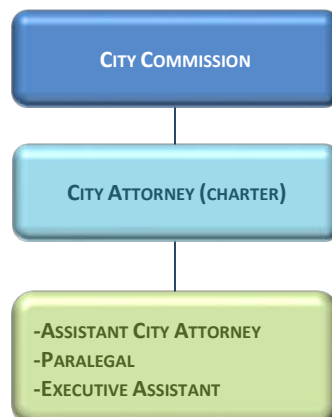 CITY COMMISSION
CITY ATTORNEY (CHARTER)
-ASSISTANT CITY ATTORNEY
-PARALEGAL
-EXECUTIVE ASSISTANT